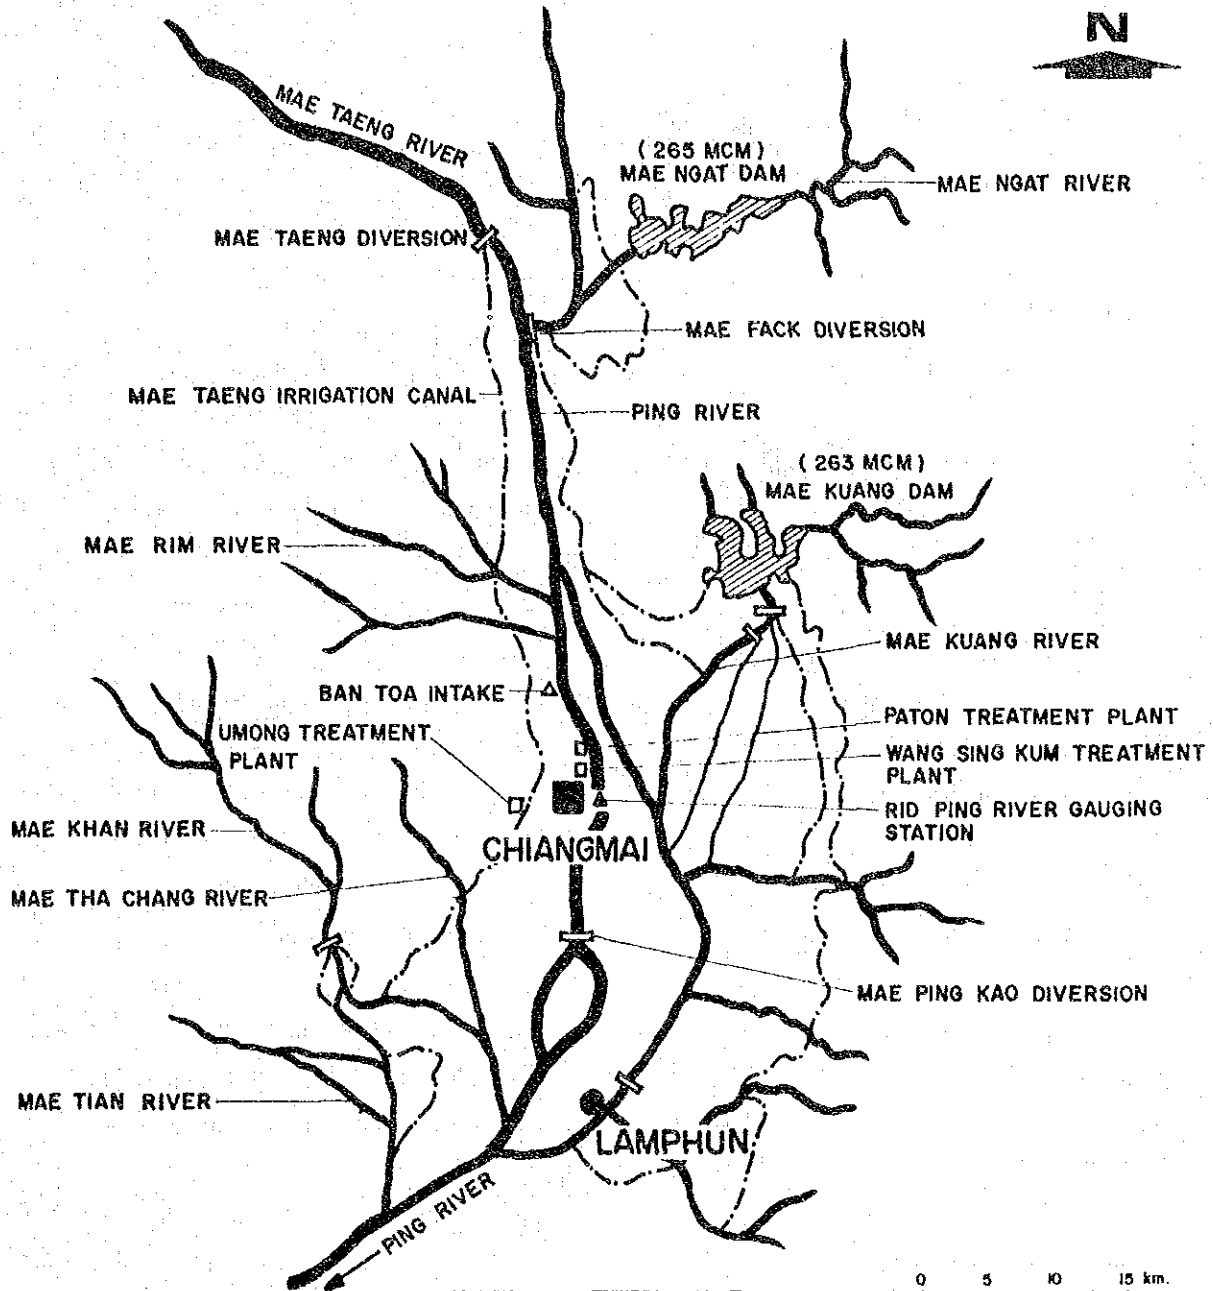 N
MAE TAENG RIVER
(265 MCM)
MAE NGAT DAM
MAE NGAT RIVER
MAE TAENG DIVERSION
MAE FACK DIVERSION
MAE TAENG IRRIGATION CANAL
PING RIVER
(263 MCM)
MAE KUANG DAM
MAE RIM RIVER
MAE KUANG RIVER
BAN TOA INTAKE
UMONG TREATMENT
PLANT
PATON TREATMENT PLANT
WANG SING KUM TREATMENT
PLANT
RID PING RIVER GAUGING
STATION
MAE KHAN RIVER
CHIANGMAI
MAE THA CHANG RIVER
MAE PING KAO DIVERSION
MAE TIAN RIVER
LAMPHUN
PING RIVER
0 5 10 15 km.